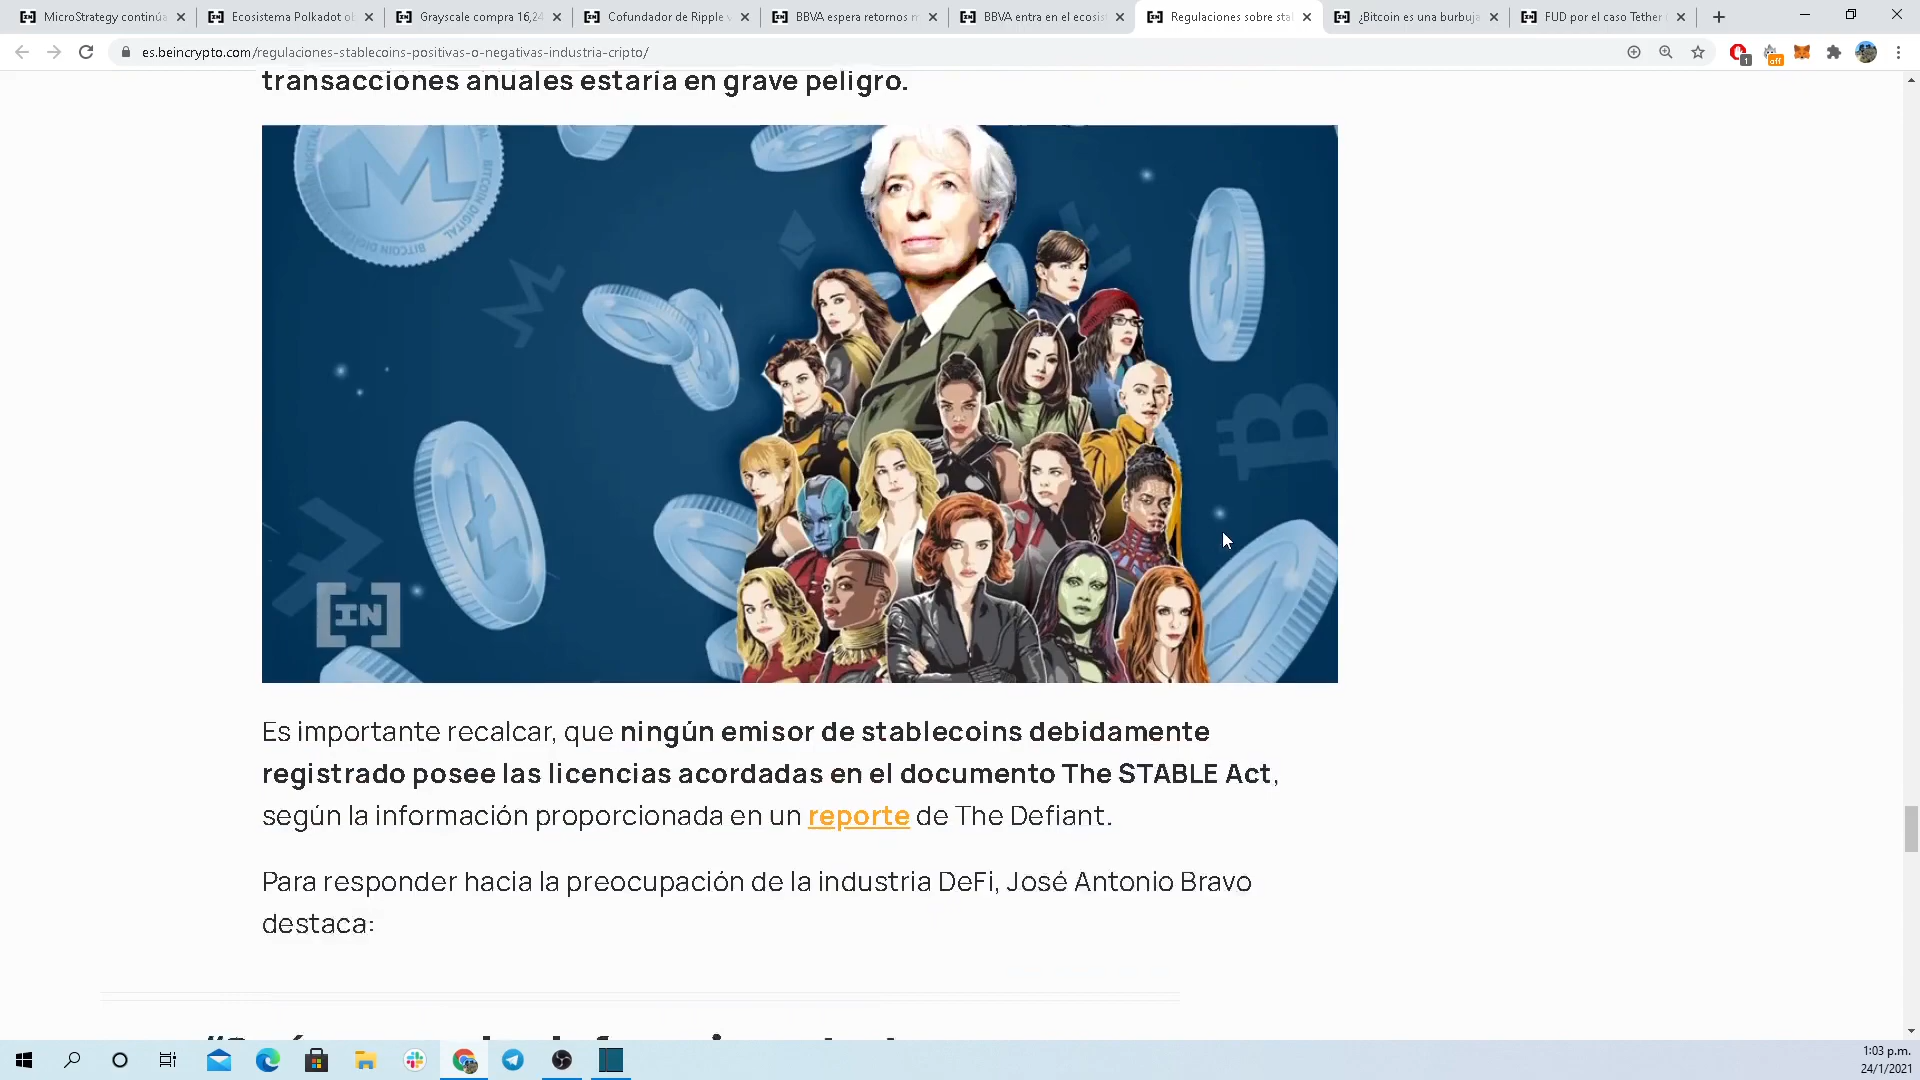 MicroStrategy continúa
Ecosistema Polkadot ob
Grayscale compra 16,24
Cofundador de Ripple v
BBVA espera retornos m
BBVA entra en el ecosist
Regulaciones sobre stab
¿Bitcoin es una burbuja
FUD por el caso Tether
es.beincrypto.com/regulaciones-stablecoins-positivas-o-negativas-industria-cripto/
1
off
transacciones anuales estaría en grave peligro.
BITCOIN DIGITAL
IN
Es importante recalcar, que ningún emisor de stablecoins debidamente
registrado posee las licencias acordadas en el documento The STABLE Act,
según la información proporcionada en un reporte de The Defiant.
Para responder hacia la preocupación de la industria DeFi, José Antonio Bravo
destaca:
1:03 p.m.
24/1/2021